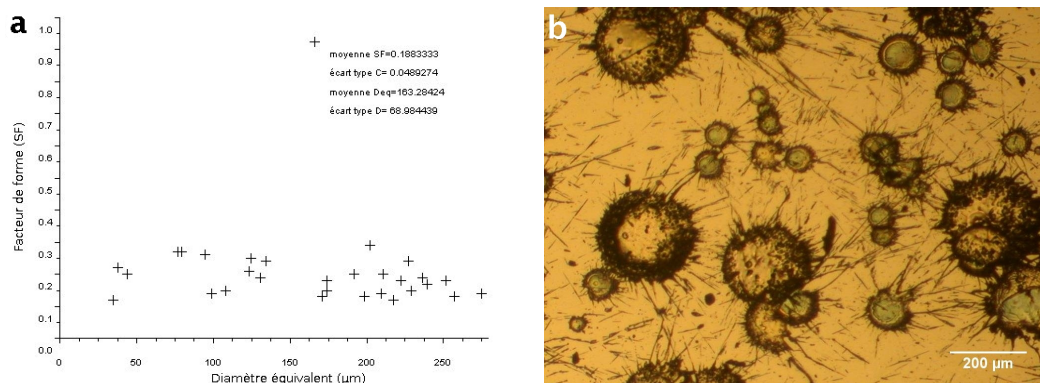 a
1.0
0.9
0.8
0.7
0.6
0.5
0.4
0.3
0.2
0.1
0.0
Facteur de forme (SF)
moyenne SF=0.1883333
écart type C= 0.0489274
moyenne Deq=163.28424
écart type D= 68.984439
0 50 100 150 200 250
Diamètre équivalent (µm)
b
200 µm